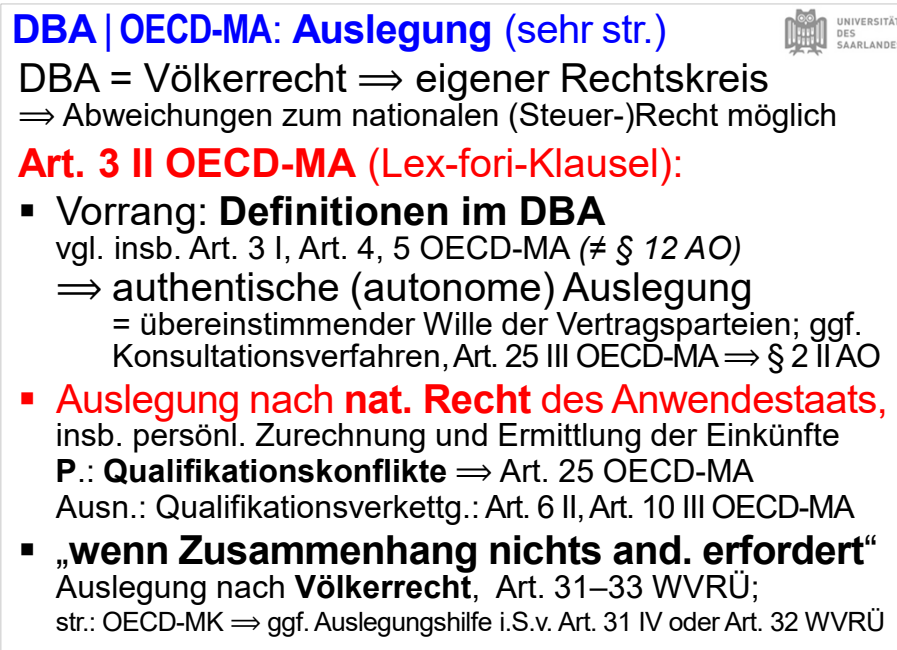 DBA | OECD-MA: Auslegung (sehr str.)
UNIVERSITÄT
DES
SAARLANDES
DBA = Völkerrecht ⟹ eigener Rechtskreis
⟹ Abweichungen zum nationalen (Steuer-)Recht möglich
Art. 3 II OECD-MA (Lex-fori-Klausel):
▪ Vorrang: Definitionen im DBA
vgl. insb. Art. 3 I, Art. 4, 5 OECD-MA (≠ § 12 AO)
⟹ authentische (autonome) Auslegung
= übereinstimmender Wille der Vertragsparteien; ggf.
Konsultationsverfahren, Art. 25 III OECD-MA ⟹ § 2 II AO
▪ Auslegung nach nat. Recht des Anwendestaats,
insb. persönl. Zurechnung und Ermittlung der Einkünfte
P.: Qualifikationskonflikte ⟹ Art. 25 OECD-MA
Ausn.: Qualifikationsverkettg.: Art. 6 II, Art. 10 III OECD-MA
▪ „wenn Zusammenhang nichts and. erfordert“
Auslegung nach Völkerrecht, Art. 31–33 WVRÜ;
str.: OECD-MK ⟹ ggf. Auslegungshilfe i.S.v. Art. 31 IV oder Art. 32 WVRÜ